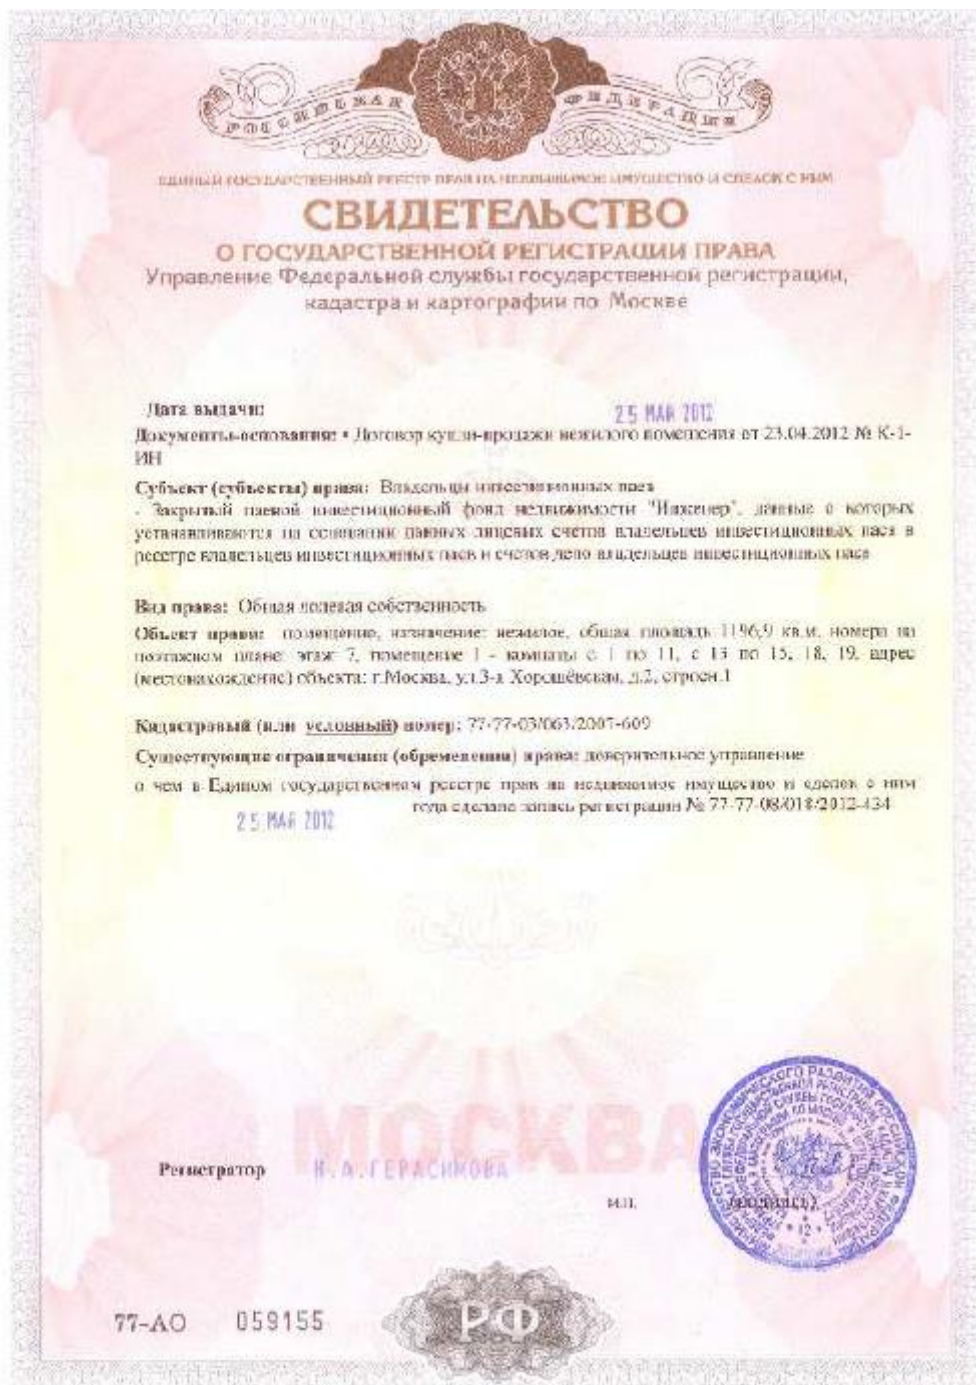 РОССИЙСКАЯ ФЕДЕРАЦИЯ
ЕДИНЫЙ ГОСУДАРСТВЕННЫЙ РЕЕСТР ПРАВ НА НЕДВИЖИМОЕ ИМУЩЕСТВО И СДЕЛОК С НИМ
СВИДЕТЕЛЬСТВО
О ГОСУДАРСТВЕННОЙ РЕГИСТРАЦИИ ПРАВА
Управление Федеральной службы государственной регистрации,
кадастра и картографии по Москве
Дата выдачи: 25 МАЯ 2012
Документы-основания: • Договор купли-продажи нежилого помещения от 23.04.2012 № К-1-
ИН
Субъект (субъекты) права: Владельцы инвестиционных паев
- Закрытый паевой инвестиционный фонд недвижимости "Инженер", данные о которых
устанавливаются на основании данных лицевых счетов владельцев инвестиционных паев в
реестре владельцев инвестиционных паев и счетов депо владельцев инвестиционных паев
Вид права: Общая долевая собственность
Объект права: помещение, назначение: нежилое, общая площадь 1196,9 кв.м, номера на
поэтажном плане: этаж 7, помещение I - комнаты с 1 по 11, с 13 по 15, 18, 19, адрес
(местонахождение) объекта: г.Москва, ул.3-я Хорошёвская, д.2, строен.1
Кадастровый (или условный) номер: 77-77-03/063/2007-609
Существующие ограничения (обременения) права: доверительное управление
о чем в Едином государственном реестре прав на недвижимое имущество и сделок с ним
25 МАЯ 2012 года сделана запись регистрации № 77-77-08/018/2012-434
МОСКВА
Регистратор Н.А.ГЕРАСИМОВА
м.п. (подпись)
77-АО 059155
РФ